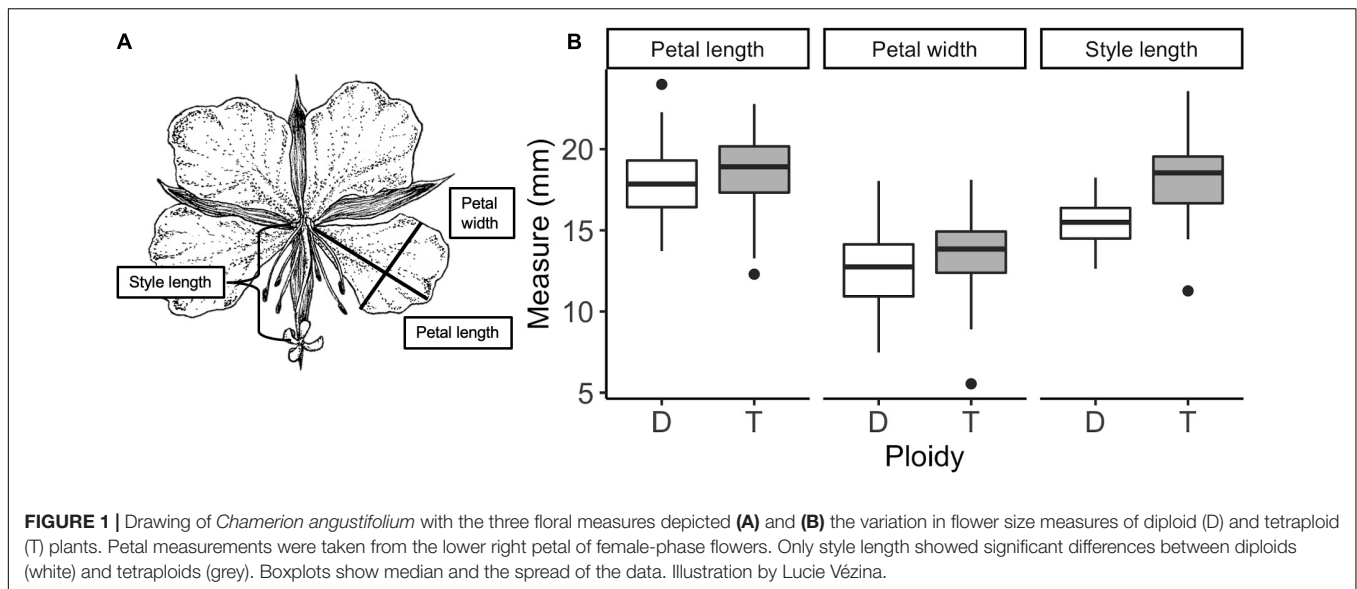 A
Petal
width
Style length
Petal length
B
Petal length
Petal width
Style length
Measure (mm)
20
15
10
5
D
T
D
T
D
T
Ploidy
FIGURE 1 | Drawing of Chamerion angustifolium with the three floral measures depicted (A) and (B) the variation in flower size measures of diploid (D) and tetraploid
(T) plants. Petal measurements were taken from the lower right petal of female-phase flowers. Only style length showed significant differences between diploids
(white) and tetraploids (grey). Boxplots show median and the spread of the data. Illustration by Lucie Vézina.